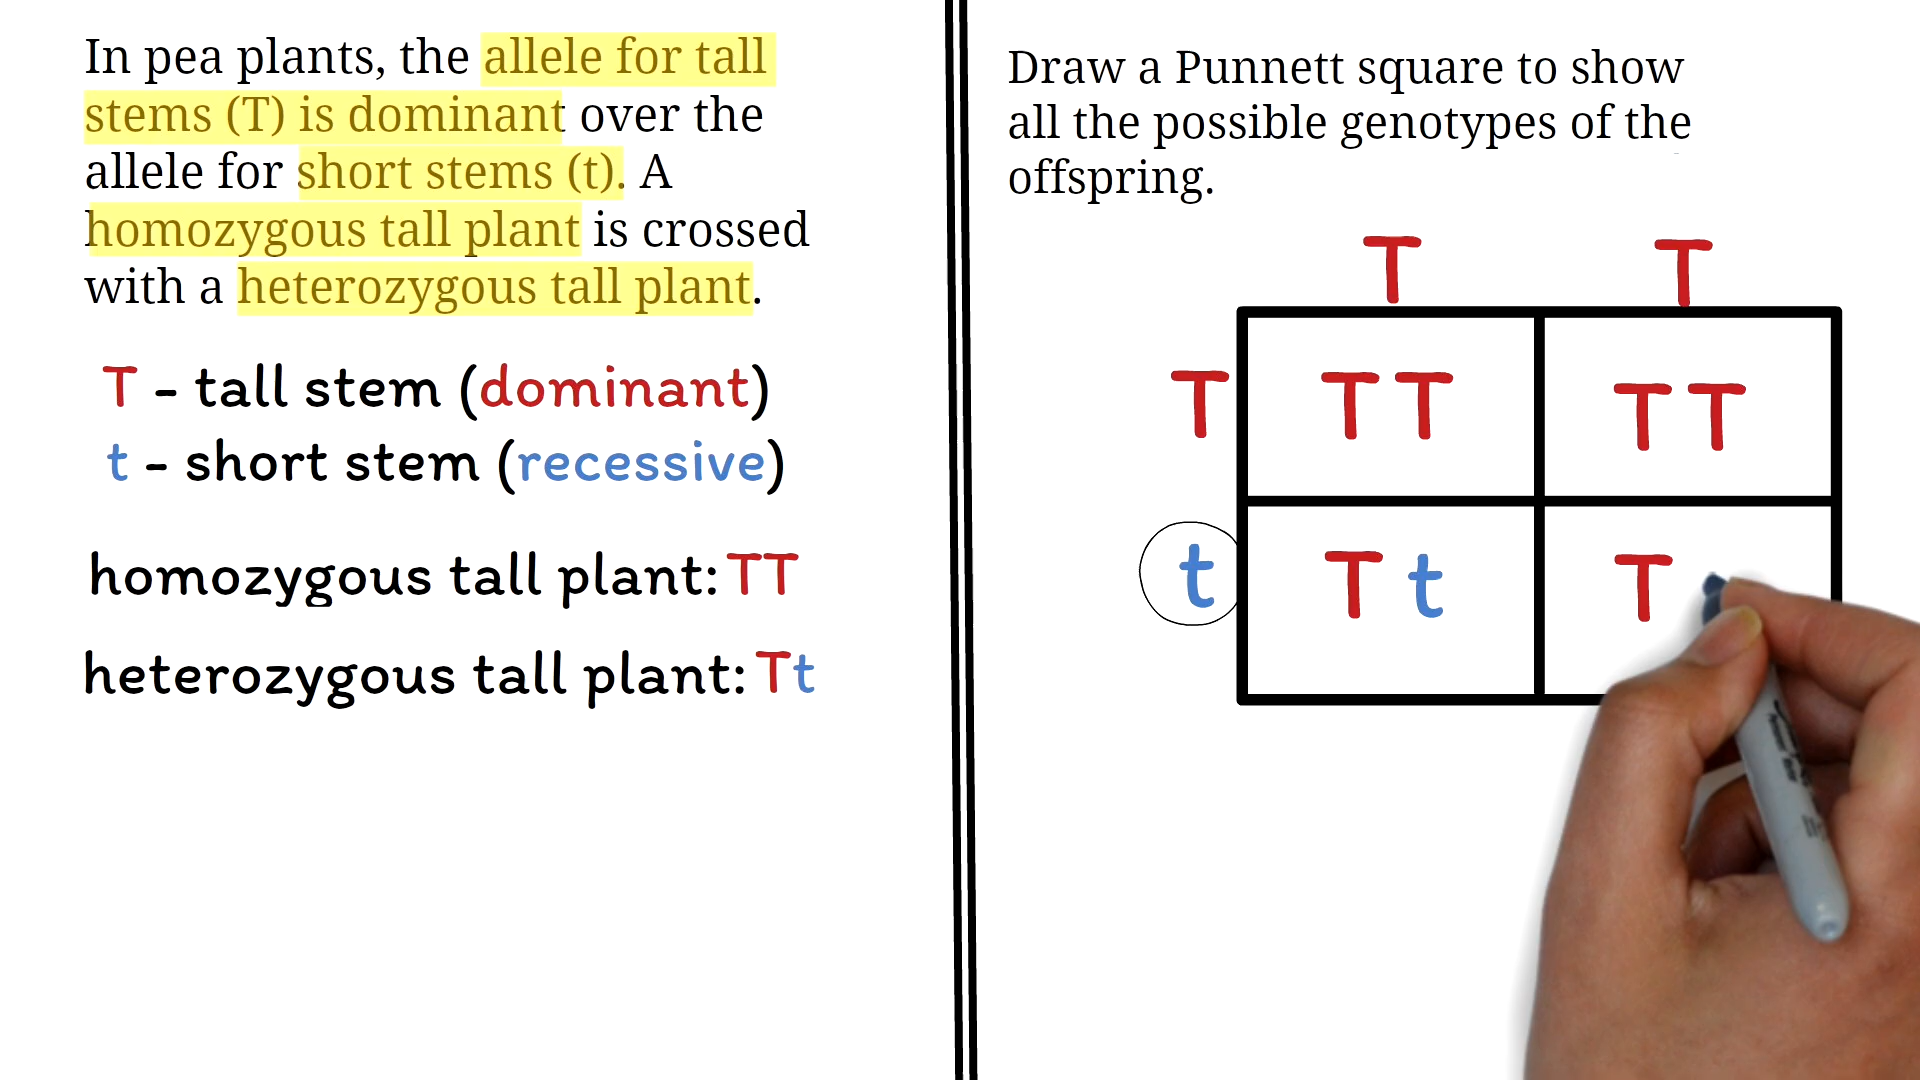 In pea plants, the allele for tall
stems (T) is dominant over the
allele for short stems (t). A
homozygous tall plant is crossed
with a heterozygous tall plant.
T - tall stem (dominant)
t - short stem (recessive)
homozygous tall plant: TT
heterozygous tall plant: Tt
Draw a Punnett square to show
all the possible genotypes of the
offspring.
T T
T TT TT
t T t T